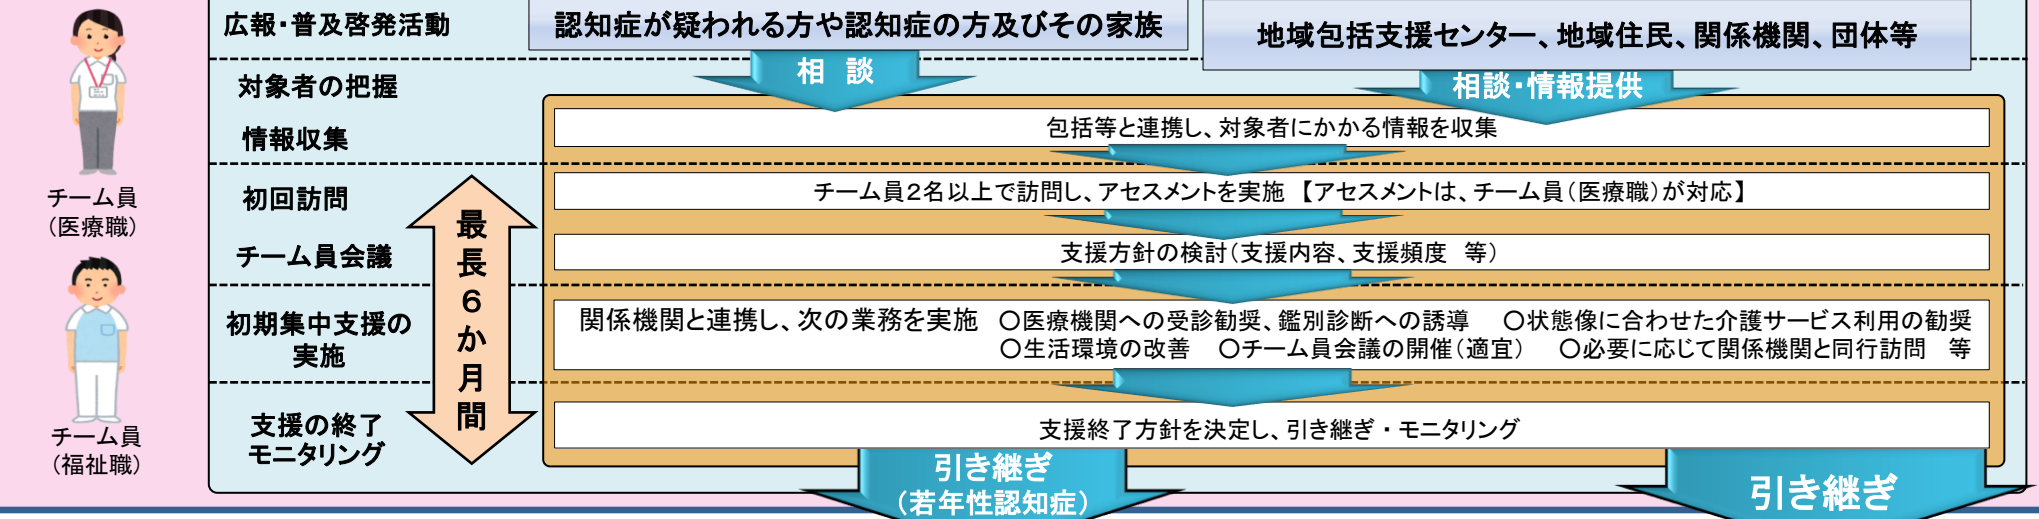 広報・普及啓発活動
認知症が疑われる方や認知症の方及びその家族
地域包括支援センター、地域住民、関係機関、団体等
相　談
相談・情報提供
対象者の把握
情報収集
包括等と連携し、対象者にかかる情報を収集
チーム員
（医療職）
初回訪問
チーム員２名以上で訪問し、アセスメントを実施 【アセスメントは、チーム員（医療職）が対応】
最長６か月間
チーム員会議
支援方針の検討（支援内容、支援頻度　等）
初期集中支援の
実施
関係機関と連携し、次の業務を実施　〇医療機関への受診勧奨、鑑別診断への誘導　〇状態像に合わせた介護サービス利用の勧奨
〇生活環境の改善　〇チーム員会議の開催（適宜）　〇必要に応じて関係機関と同行訪問　等
支援の終了
モニタリング
支援終了方針を決定し、引き継ぎ・モニタリング
チーム員
（福祉職）
引き継ぎ
（若年性認知症）
引き継ぎ